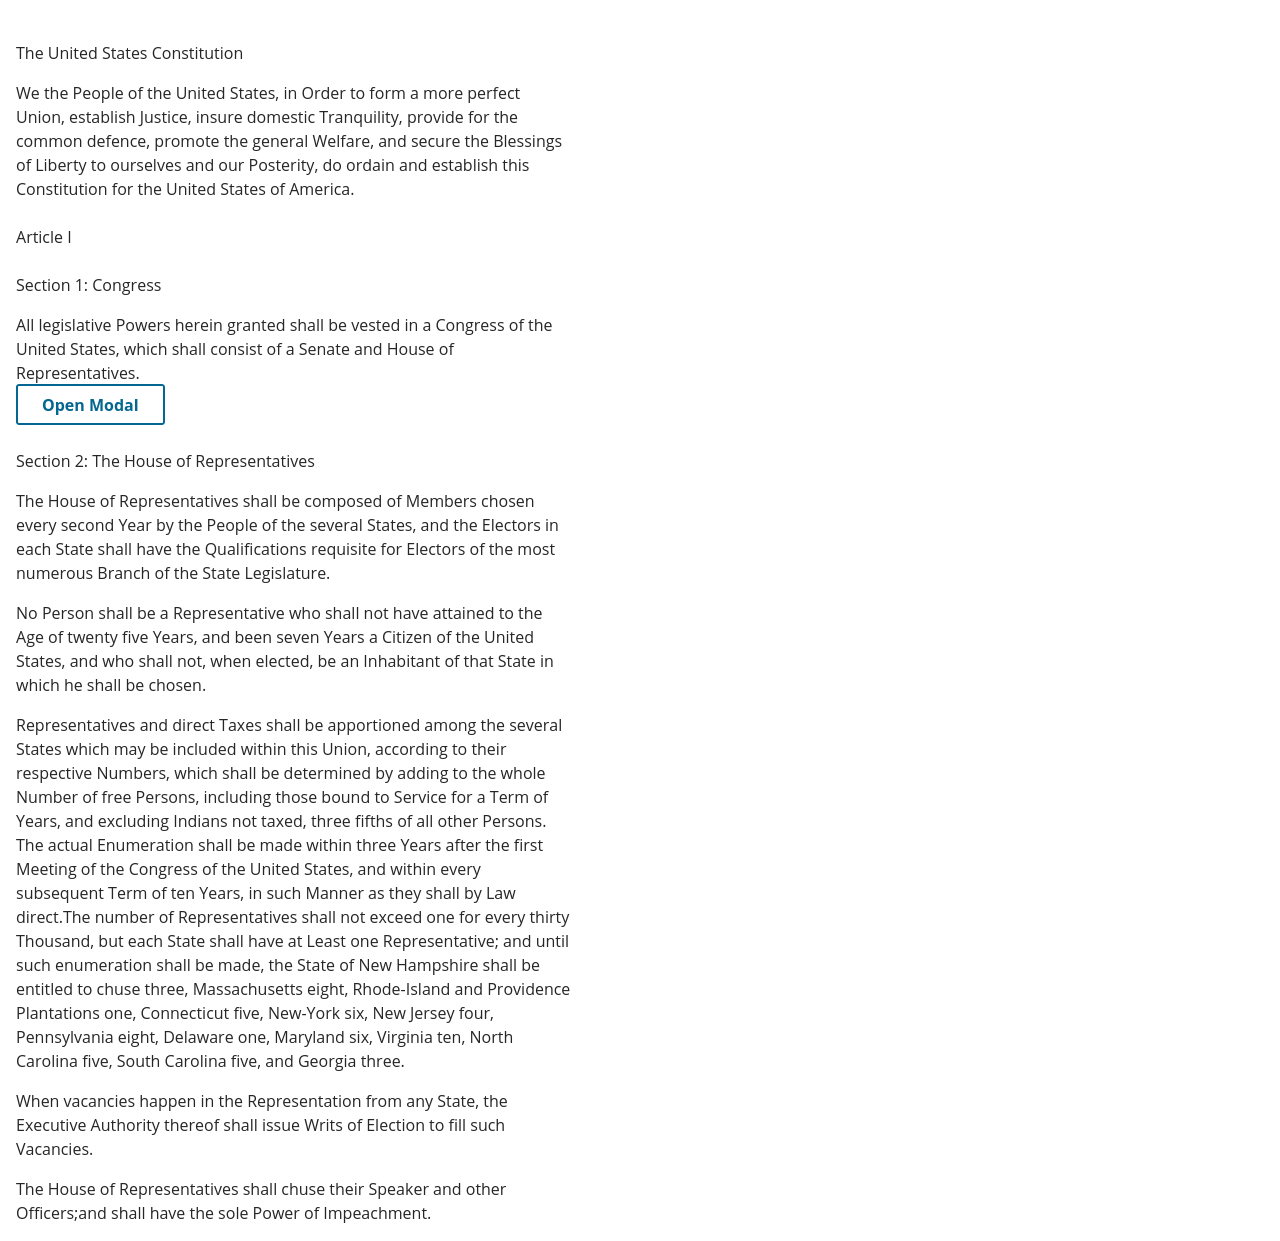 The United States Constitution
We the People of the United States, in Order to form a more perfect
Union, establish Justice, insure domestic Tranquility, provide for the
common defence, promote the general Welfare, and secure the Blessings
of Liberty to ourselves and our Posterity, do ordain and establish this
Constitution for the United States of America.
Article I
Section 1: Congress
All legislative Powers herein granted shall be vested in a Congress of the
United States, which shall consist of a Senate and House of
Representatives.
Open Modal
Section 2: The House of Representatives
The House of Representatives shall be composed of Members chosen
every second Year by the People of the several States, and the Electors in
each State shall have the Qualifications requisite for Electors of the most
numerous Branch of the State Legislature.
No Person shall be a Representative who shall not have attained to the
Age of twenty five Years, and been seven Years a Citizen of the United
States, and who shall not, when elected, be an Inhabitant of that State in
which he shall be chosen.
Representatives and direct Taxes shall be apportioned among the several
States which may be included within this Union, according to their
respective Numbers, which shall be determined by adding to the whole
Number of free Persons, including those bound to Service for a Term of
Years, and excluding Indians not taxed, three fifths of all other Persons.
The actual Enumeration shall be made within three Years after the first
Meeting of the Congress of the United States, and within every
subsequent Term of ten Years, in such Manner as they shall by Law
direct.The number of Representatives shall not exceed one for every thirty
Thousand, but each State shall have at Least one Representative; and until
such enumeration shall be made, the State of New Hampshire shall be
entitled to chuse three, Massachusetts eight, Rhode-Island and Providence
Plantations one, Connecticut five, New-York six, New Jersey four,
Pennsylvania eight, Delaware one, Maryland six, Virginia ten, North
Carolina five, South Carolina five, and Georgia three.
When vacancies happen in the Representation from any State, the
Executive Authority thereof shall issue Writs of Election to fill such
Vacancies.
The House of Representatives shall chuse their Speaker and other
Officers;and shall have the sole Power of Impeachment.